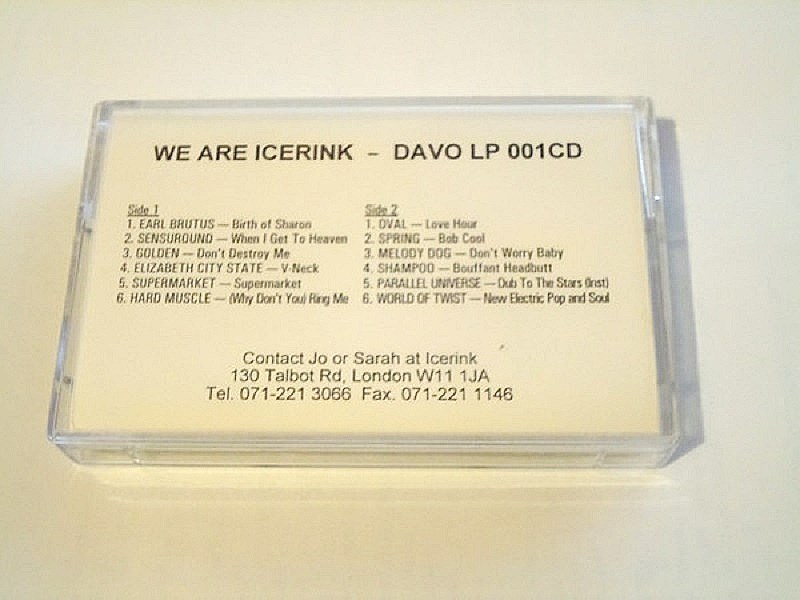 WE ARE ICERINK – DAVO LP 001CD
Side 1
1. EARL BRUTUS — Birth of Sharon
2. SENSUROUND — When I Get To Heaven
3. GOLDEN — Don't Destroy Me
4. ELIZABETH CITY STATE — V-Neck
5. SUPERMARKET — Supermarket
6. HARD MUSCLE — (Why Don't You) Ring Me
Side 2
1. OVAL — Love Hour
2. SPRING — Bob Cool
3. MELODY DOG — Don't Worry Baby
4. SHAMPOO — Bouffant Headbutt
5. PARALLEL UNIVERSE — Dub To The Stars (Inst)
6. WORLD OF TWIST — New Electric Pop and Soul
Contact Jo or Sarah at Icerink
130 Talbot Rd, London W11 1JA
Tel. 071-221 3066 Fax. 071-221 1146